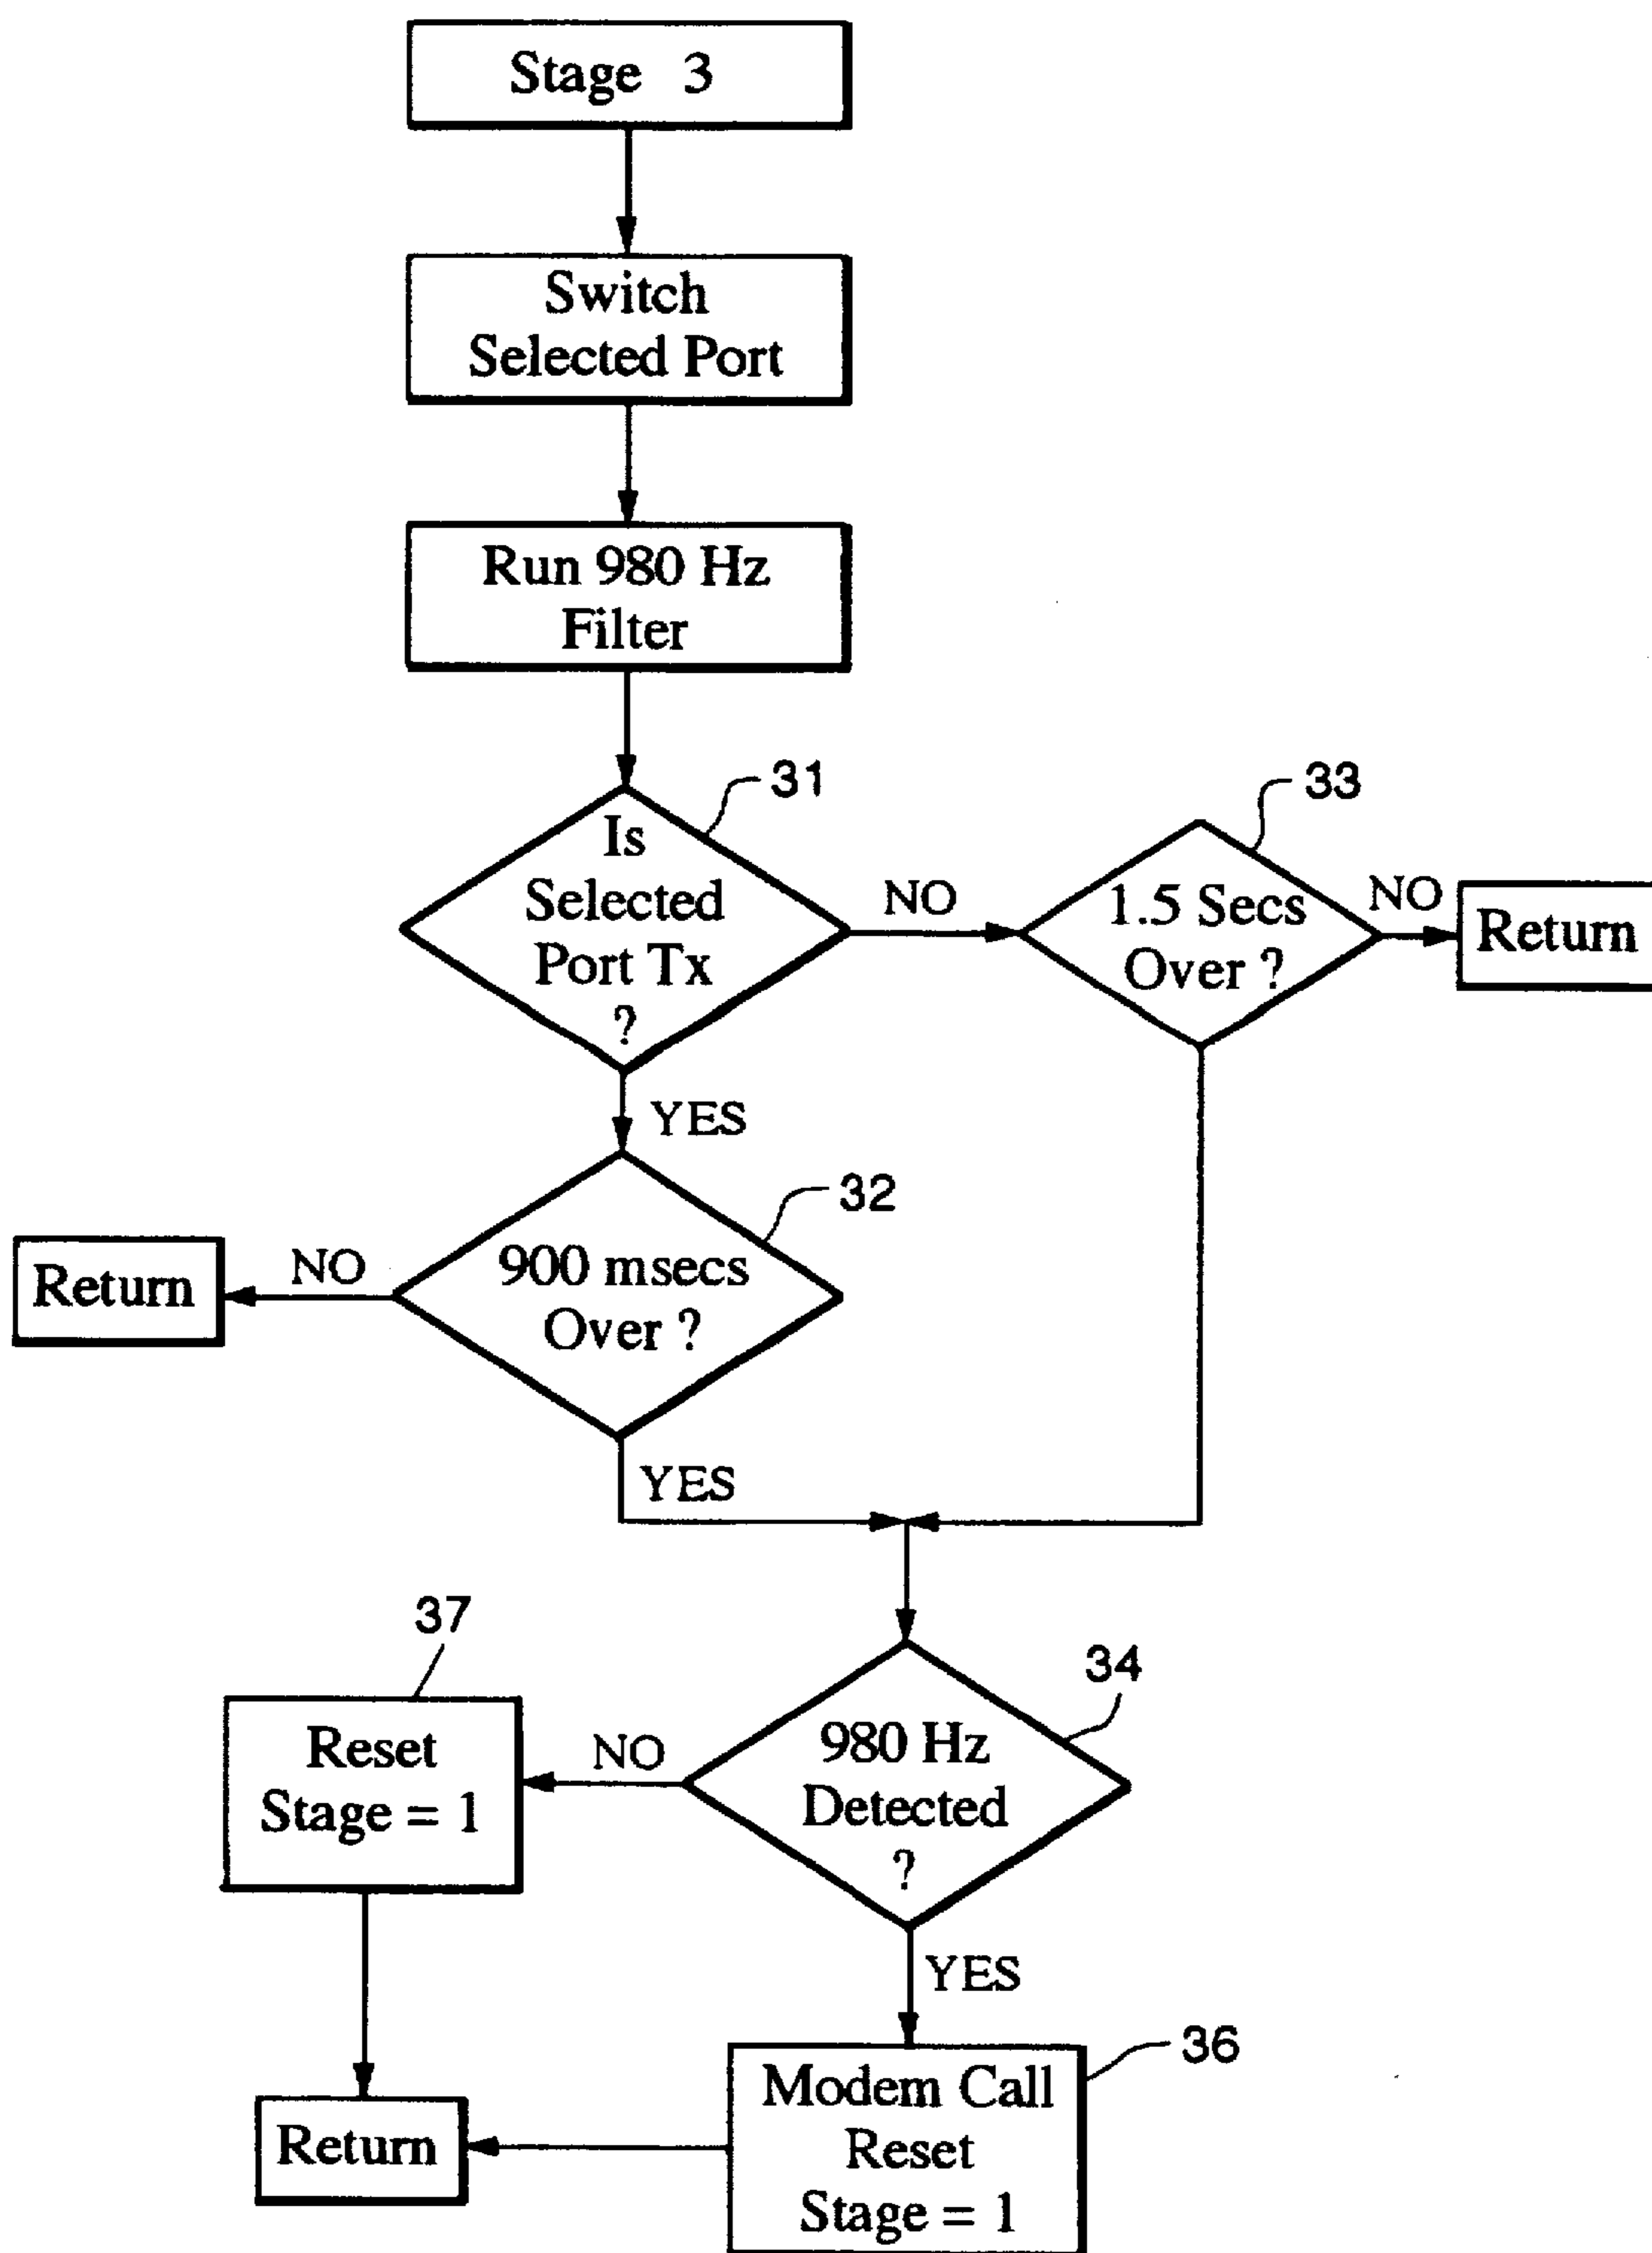 Stage 3
Switch
Selected Port
Run 980 Hz
Filter
31
Is
Selected
Port Tx
?
NO
33
1.5 Secs
Over ?
NO
Return
YES
32
900 msecs
Over ?
NO
Return
YES
37
Reset
Stage = 1
NO
34
980 Hz
Detected
?
YES
36
Modem Call
Reset
Stage = 1
Return